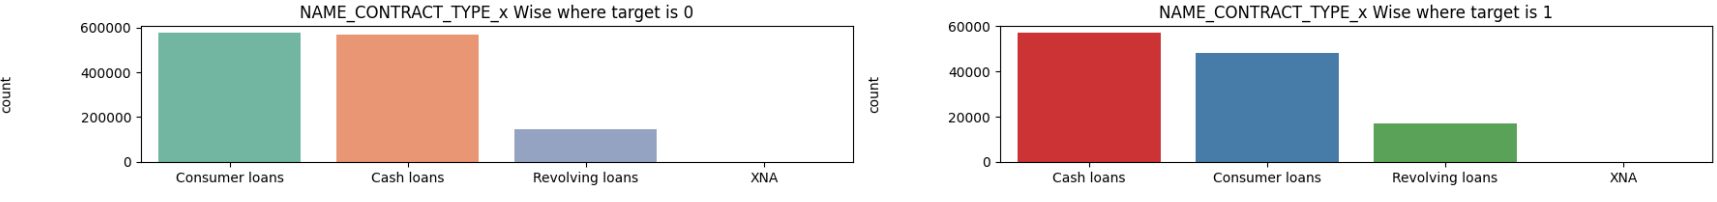 NAME_CONTRACT_TYPE_x Wise where target is 0
count
600000
400000
200000
0
Consumer loans Cash loans Revolving loans XNA
NAME_CONTRACT_TYPE_x Wise where target is 1
count
60000
40000
20000
0
Cash loans Consumer loans Revolving loans XNA